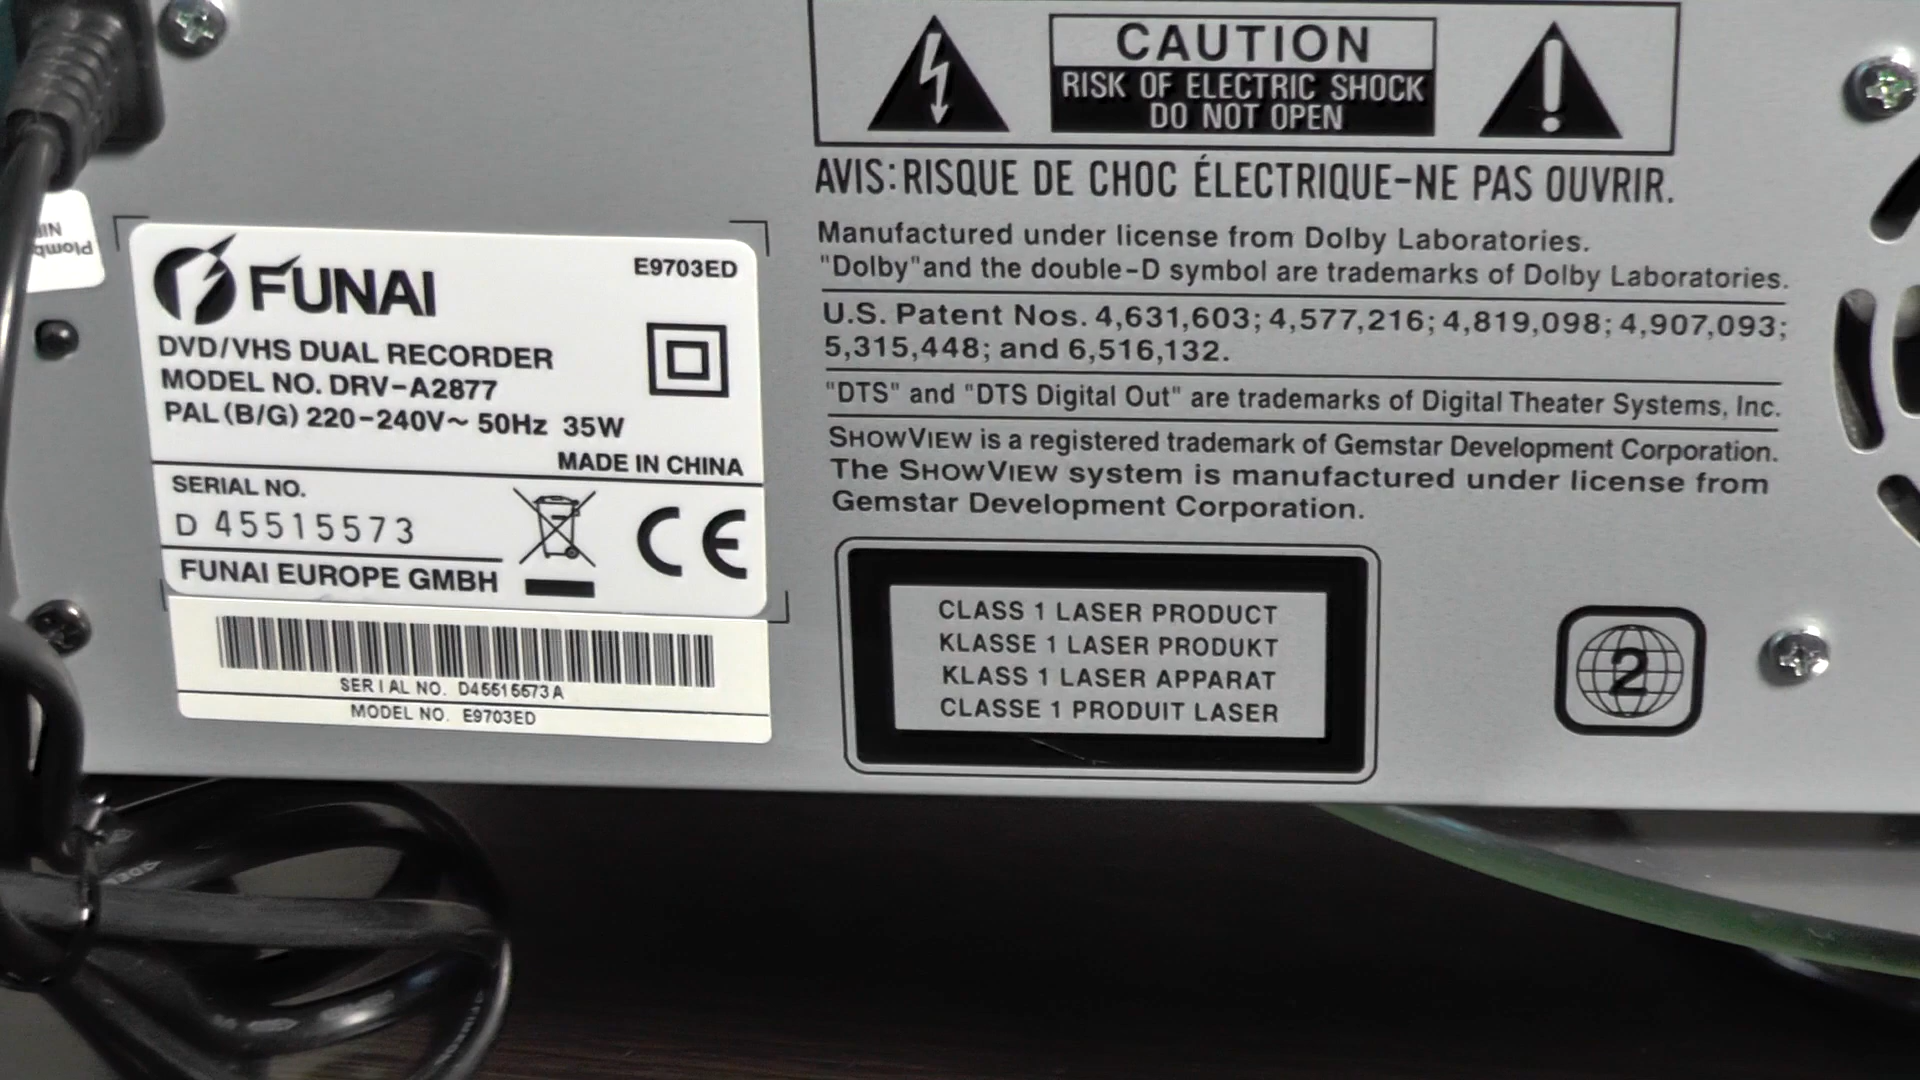 CAUTION
RISK OF ELECTRIC SHOCK
DO NOT OPEN
AVIS: RISQUE DE CHOC ÉLECTRIQUE-NE PAS OUVRIR.
Manufactured under license from Dolby Laboratories.
"Dolby"and the double-D symbol are trademarks of Dolby Laboratories.
U.S. Patent Nos. 4,631,603; 4,577,216; 4,819,098; 4,907,093;
5,315,448; and 6,516,132.
"DTS" and "DTS Digital Out" are trademarks of Digital Theater Systems, Inc.
SHOWVIEW is a registered trademark of Gemstar Development Corporation.
The SHOWVIEW system is manufactured under license from
Gemstar Development Corporation.
CLASS 1 LASER PRODUCT
KLASSE 1 LASER PRODUKT
KLASS 1 LASER APPARAT
CLASSE 1 PRODUIT LASER
2
Plomb
FUNAI
E9703ED
DVD/VHS DUAL RECORDER
MODEL NO. DRV-A2877
PAL (B/G) 220-240V~ 50Hz 35W
MADE IN CHINA
SERIAL NO.
D 45515573
CE
FUNAI EUROPE GMBH
SERIAL NO. D45515573A
MODEL NO. E9703ED